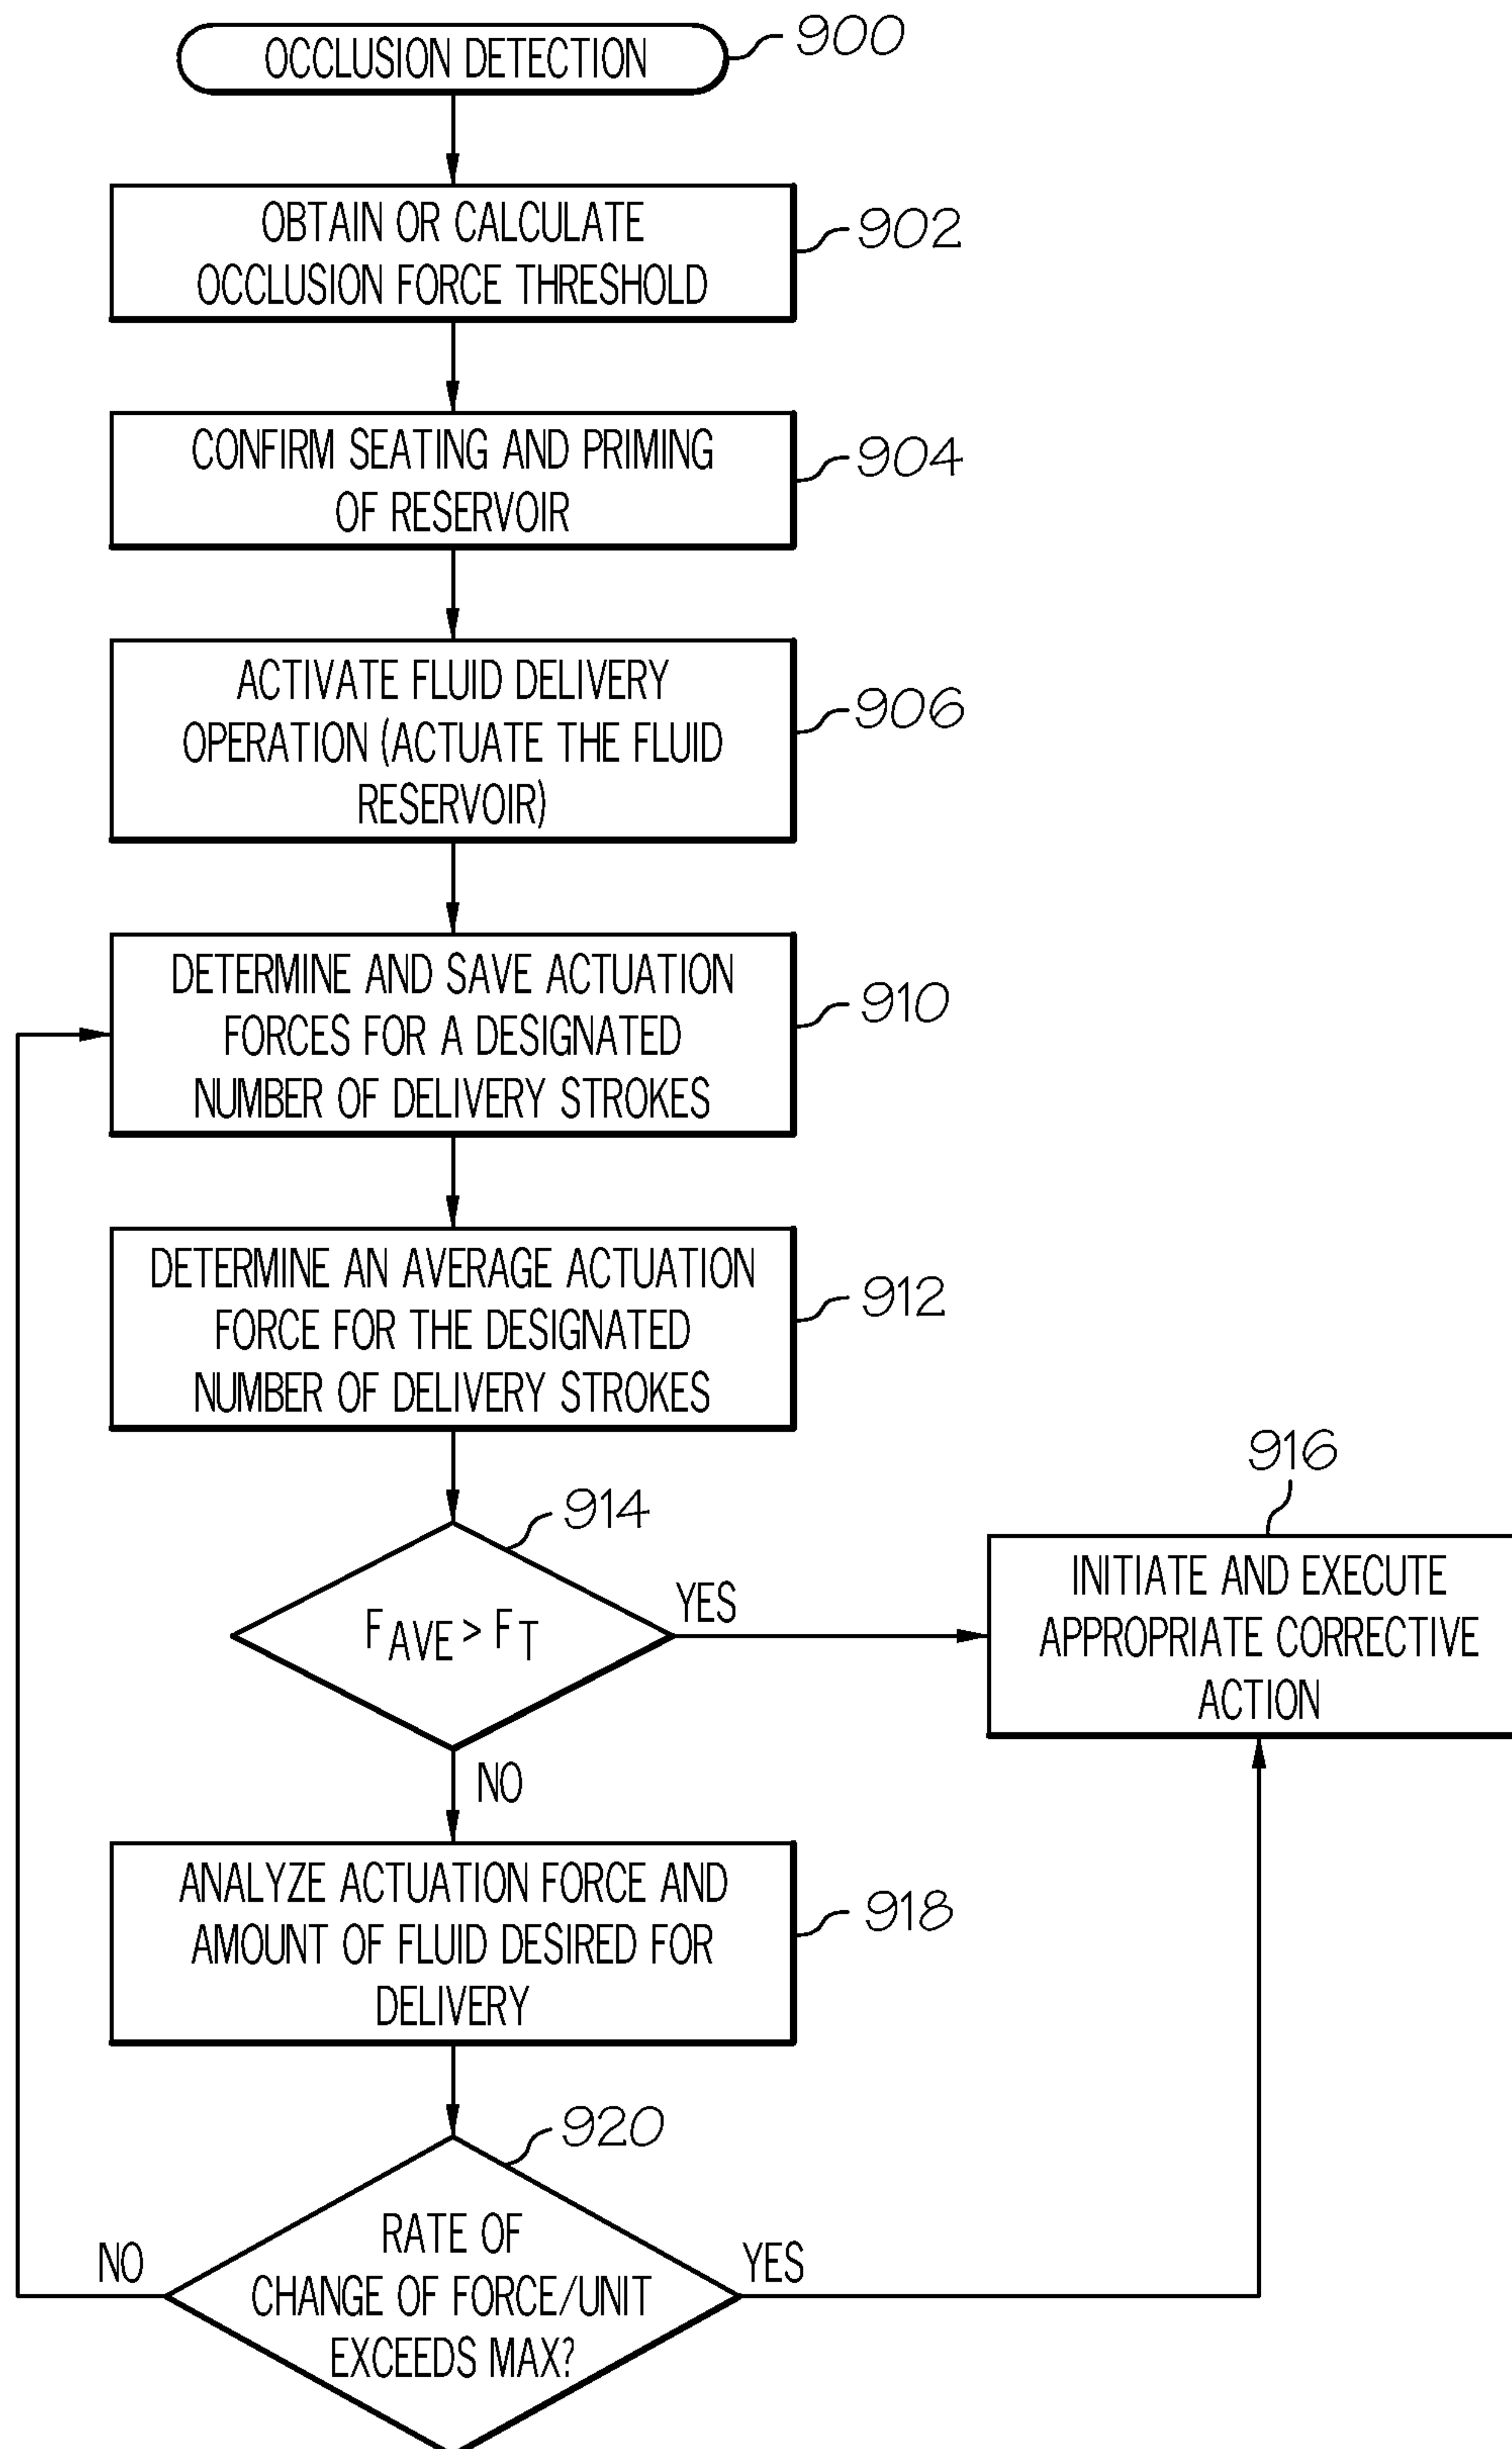 OCCLUSION DETECTION
900
OBTAIN OR CALCULATE
OCCLUSION FORCE THRESHOLD
902
CONFIRM SEATING AND PRIMING
OF RESERVOIR
904
ACTIVATE FLUID DELIVERY
OPERATION (ACTUATE THE FLUID
RESERVOIR)
906
DETERMINE AND SAVE ACTUATION
FORCES FOR A DESIGNATED
NUMBER OF DELIVERY STROKES
910
DETERMINE AN AVERAGE ACTUATION
FORCE FOR THE DESIGNATED
NUMBER OF DELIVERY STROKES
912
914
FAVE > FT
YES
NO
916
INITIATE AND EXECUTE
APPROPRIATE CORRECTIVE
ACTION
ANALYZE ACTUATION FORCE AND
AMOUNT OF FLUID DESIRED FOR
DELIVERY
918
920
RATE OF
CHANGE OF FORCE/UNIT
EXCEEDS MAX?
NO
YES